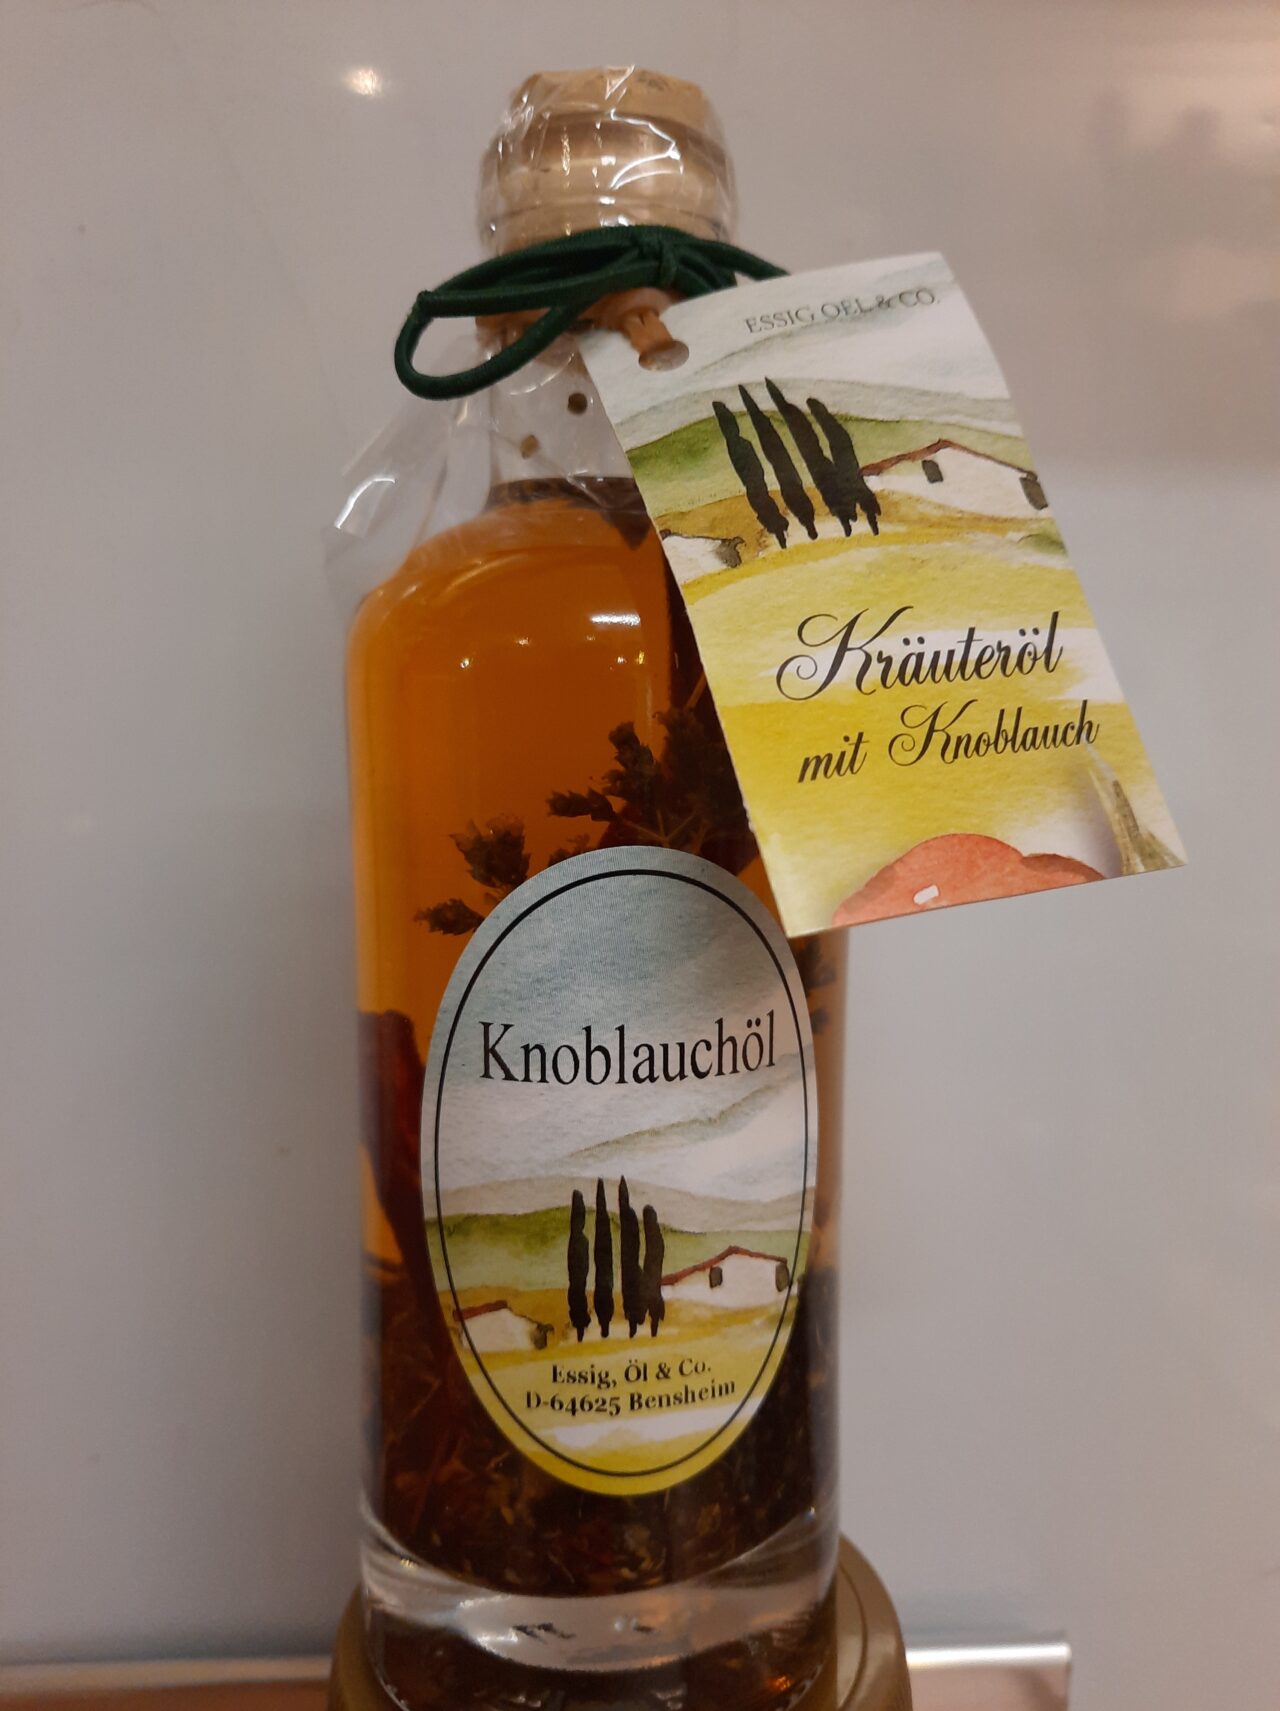 ESSIG OEL & CO.
Kräuteröl
mit Knoblauch
Knoblauchöl
Essig, Öl & Co.
D-64625 Bensheim